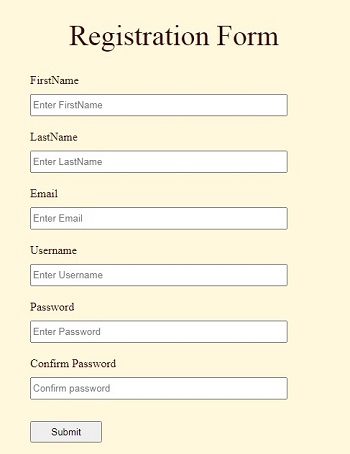 Registration Form
FirstName
Enter FirstName
LastName
Enter LastName
Email
Enter Email
Username
Enter Username
Password
Enter Password
Confirm Password
Confirm password
Submit